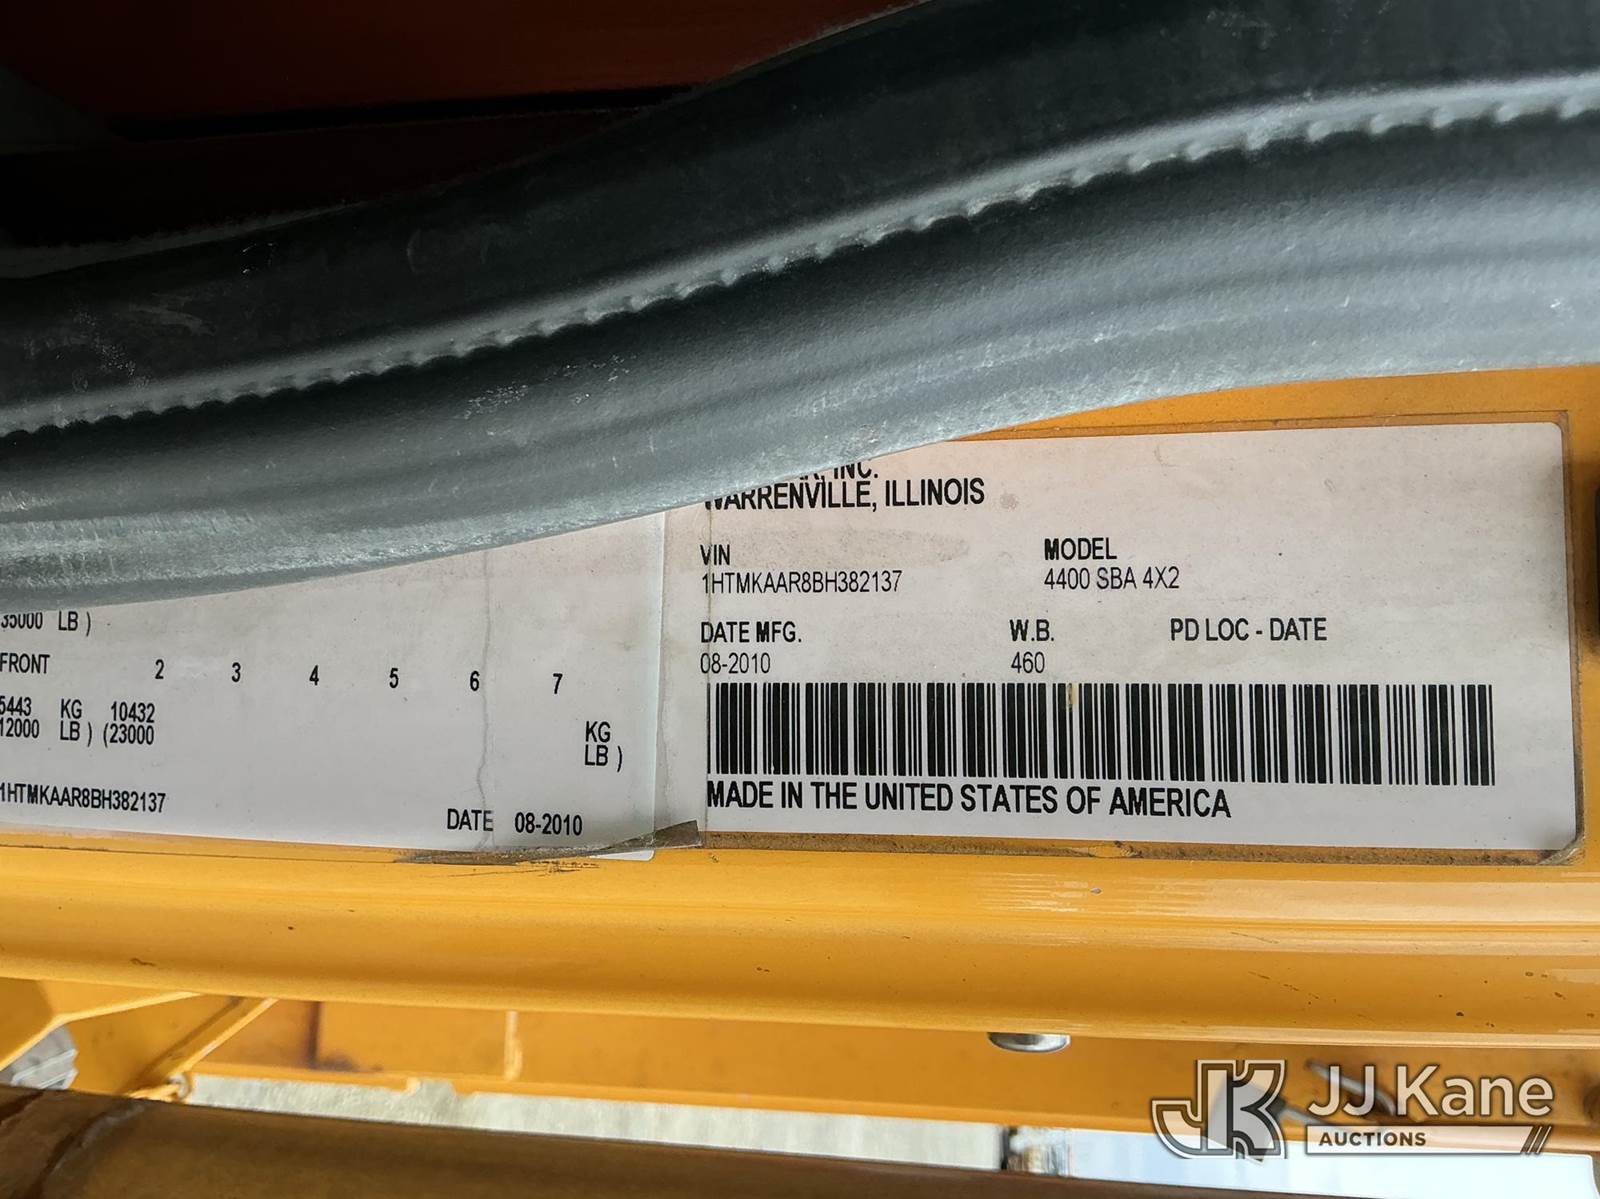 35000 LB )
FRONT 2 3 4 5 6 7
5443 KG 10432 KG
12000 LB ) (23000 LB )
1HTMKAAR8BH382137
DATE 08-2010
INC.
WARRENVILLE, ILLINOIS
VIN MODEL
1HTMKAAR8BH382137 4400 SBA 4X2
DATE MFG. W.B. PD LOC - DATE
08-2010 460
MADE IN THE UNITED STATES OF AMERICA
JK JJ Kane
AUCTIONS